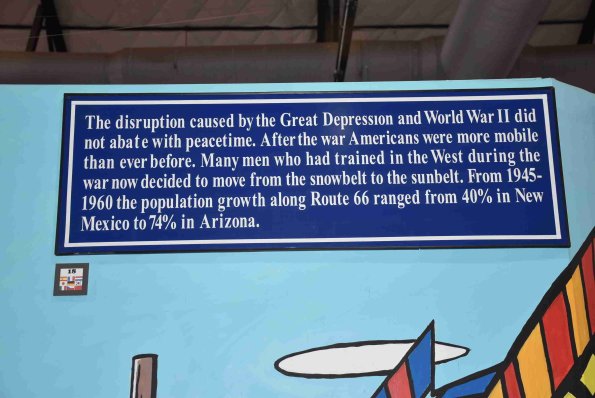 The disruption caused by the Great Depression and World War II did
not abate with peacetime. After the war Americans were more mobile
than ever before. Many men who had trained in the West during the
war now decided to move from the snowbelt to the sunbelt. From 1945-
1960 the population growth along Route 66 ranged from 40% in New
Mexico to 74% in Arizona.
18